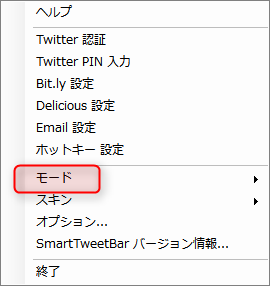 ヘルプ
Twitter 認証
Twitter PIN 入力
Bit.ly 設定
Delicious 設定
Email 設定
ホットキー 設定
モード
スキン
オプション...
SmartTweetBar バージョン情報...
終了